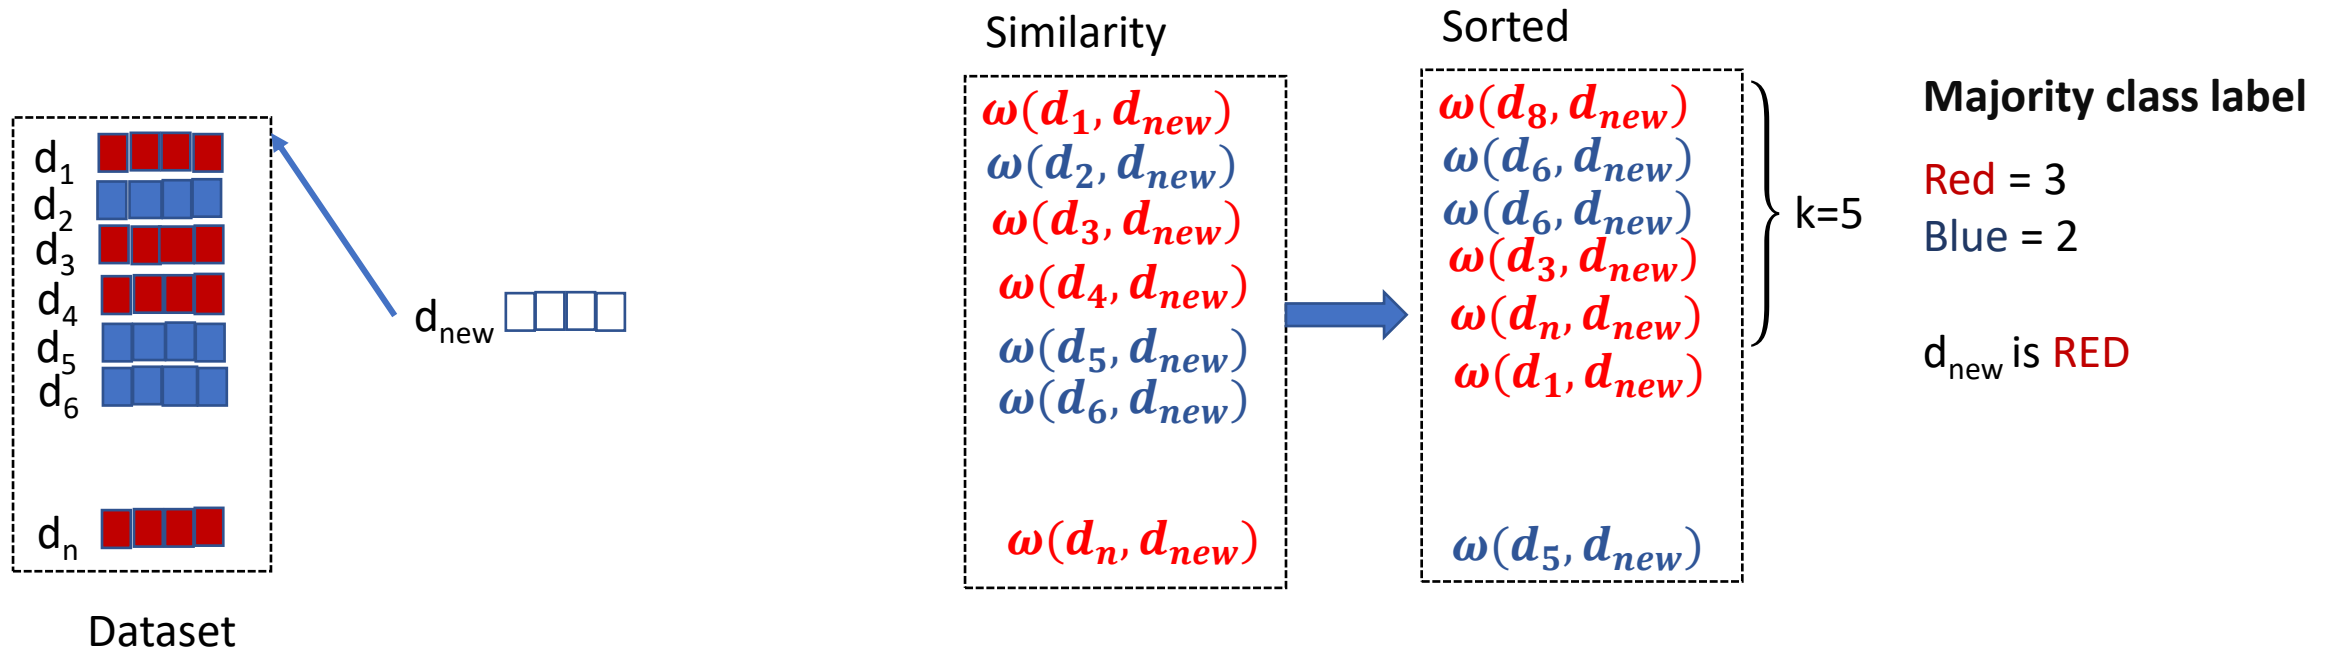 d1
d2
d3
d4
d5
d6
dn
Dataset
dnew
Similarity
ω(d1, dnew)
ω(d2, dnew)
ω(d3, dnew)
ω(d4, dnew)
ω(d5, dnew)
ω(d6, dnew)
ω(dn, dnew)
Sorted
ω(d8, dnew)
ω(d6, dnew)
ω(d6, dnew)
ω(d3, dnew)
ω(dn, dnew)
ω(d1, dnew)
ω(d5, dnew)
k=5
Majority class label
Red = 3
Blue = 2
dnew is RED